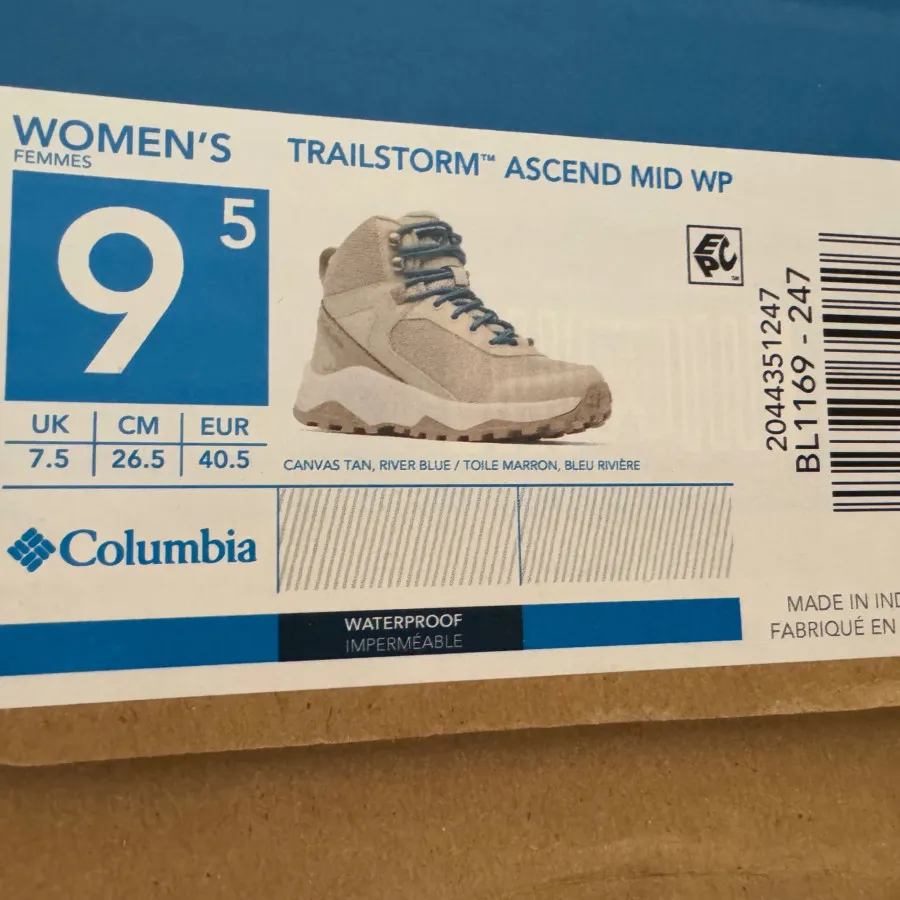 WOMEN'S
FEMMES
9 5
UK CM EUR
7.5 26.5 40.5
TRAILSTORM™ ASCEND MID WP
CANVAS TAN, RIVER BLUE / TOILE MARRON, BLEU RIVIÈRE
EPC
2044351247
BL1169 - 247
Columbia
WATERPROOF
IMPERMÉABLE
MADE IN
FABRIQUÉ EN